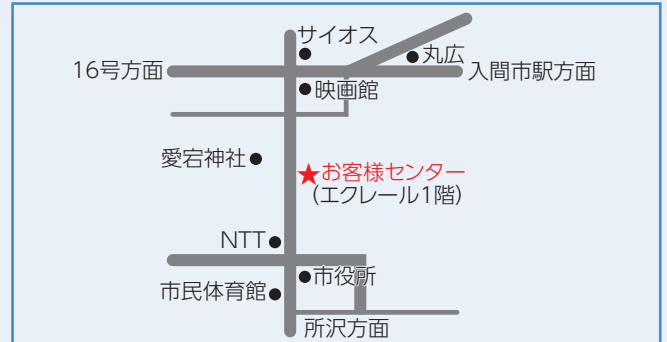 サイオス
丸広
16号方面
入間市駅方面
映画館
愛宕神社
★お客様センター
(エクレール1階)
NTT
市役所
市民体育館
所沢方面